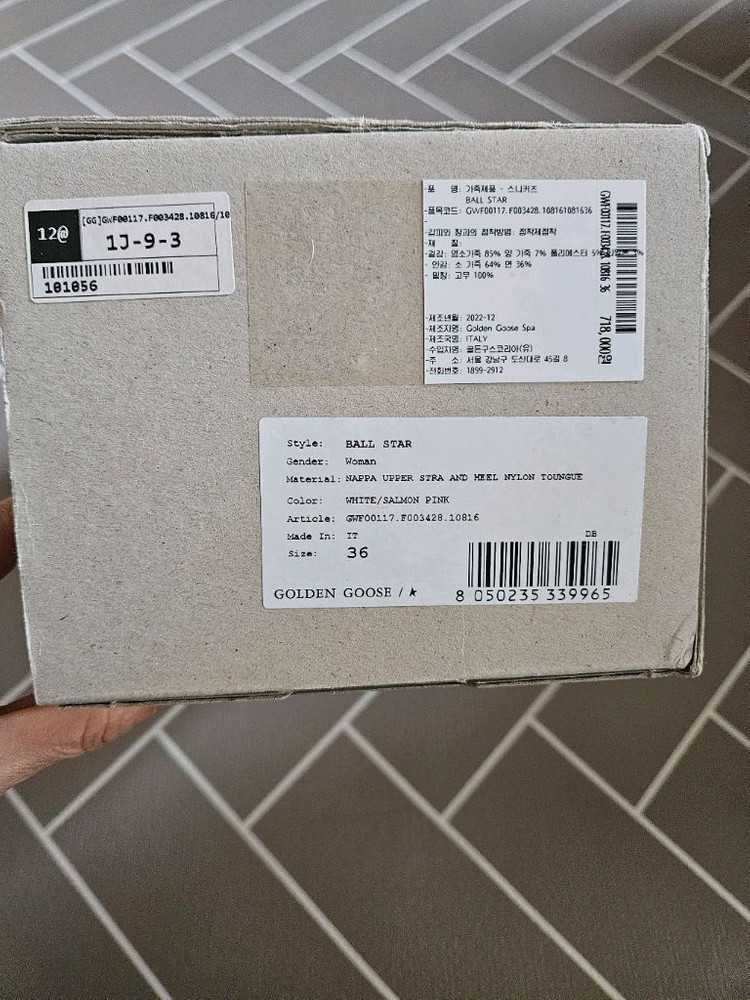 12@
[GG]GWF00117.F003428.10816/10
1J-9-3
101056
-품 명: 가죽제품 - 스니커즈
BALL STAR
-품목코드: GWF00117.F003428.108161081636
-
-갑피와 창과의 접착방법: 접착제접착
-재 질:
-겉감: 염소가죽 85% 양 가죽 7% 폴리에스터 5%
- 안감: 소 가죽 64% 면 36%
- 밑창: 고무 100%
-제조년월: 2022-12
-제조자명: Golden Goose Spa
-제조국명: ITALY
-수입자명: 골든구스코리아(유)
-주 소: 서울 강남구 도산대로 45길 8
-전화번호: 1899-2912
GWF00117.F003428.10816 36
718,000원
Style: BALL STAR
Gender: Woman
Material: NAPPA UPPER STRA AND HEEL NYLON TOUNGUE
Color: WHITE/SALMON PINK
Article: GWF00117.F003428.10816
Made In: IT
DB
Size: 36
GOLDEN GOOSE /
8 050235 339965